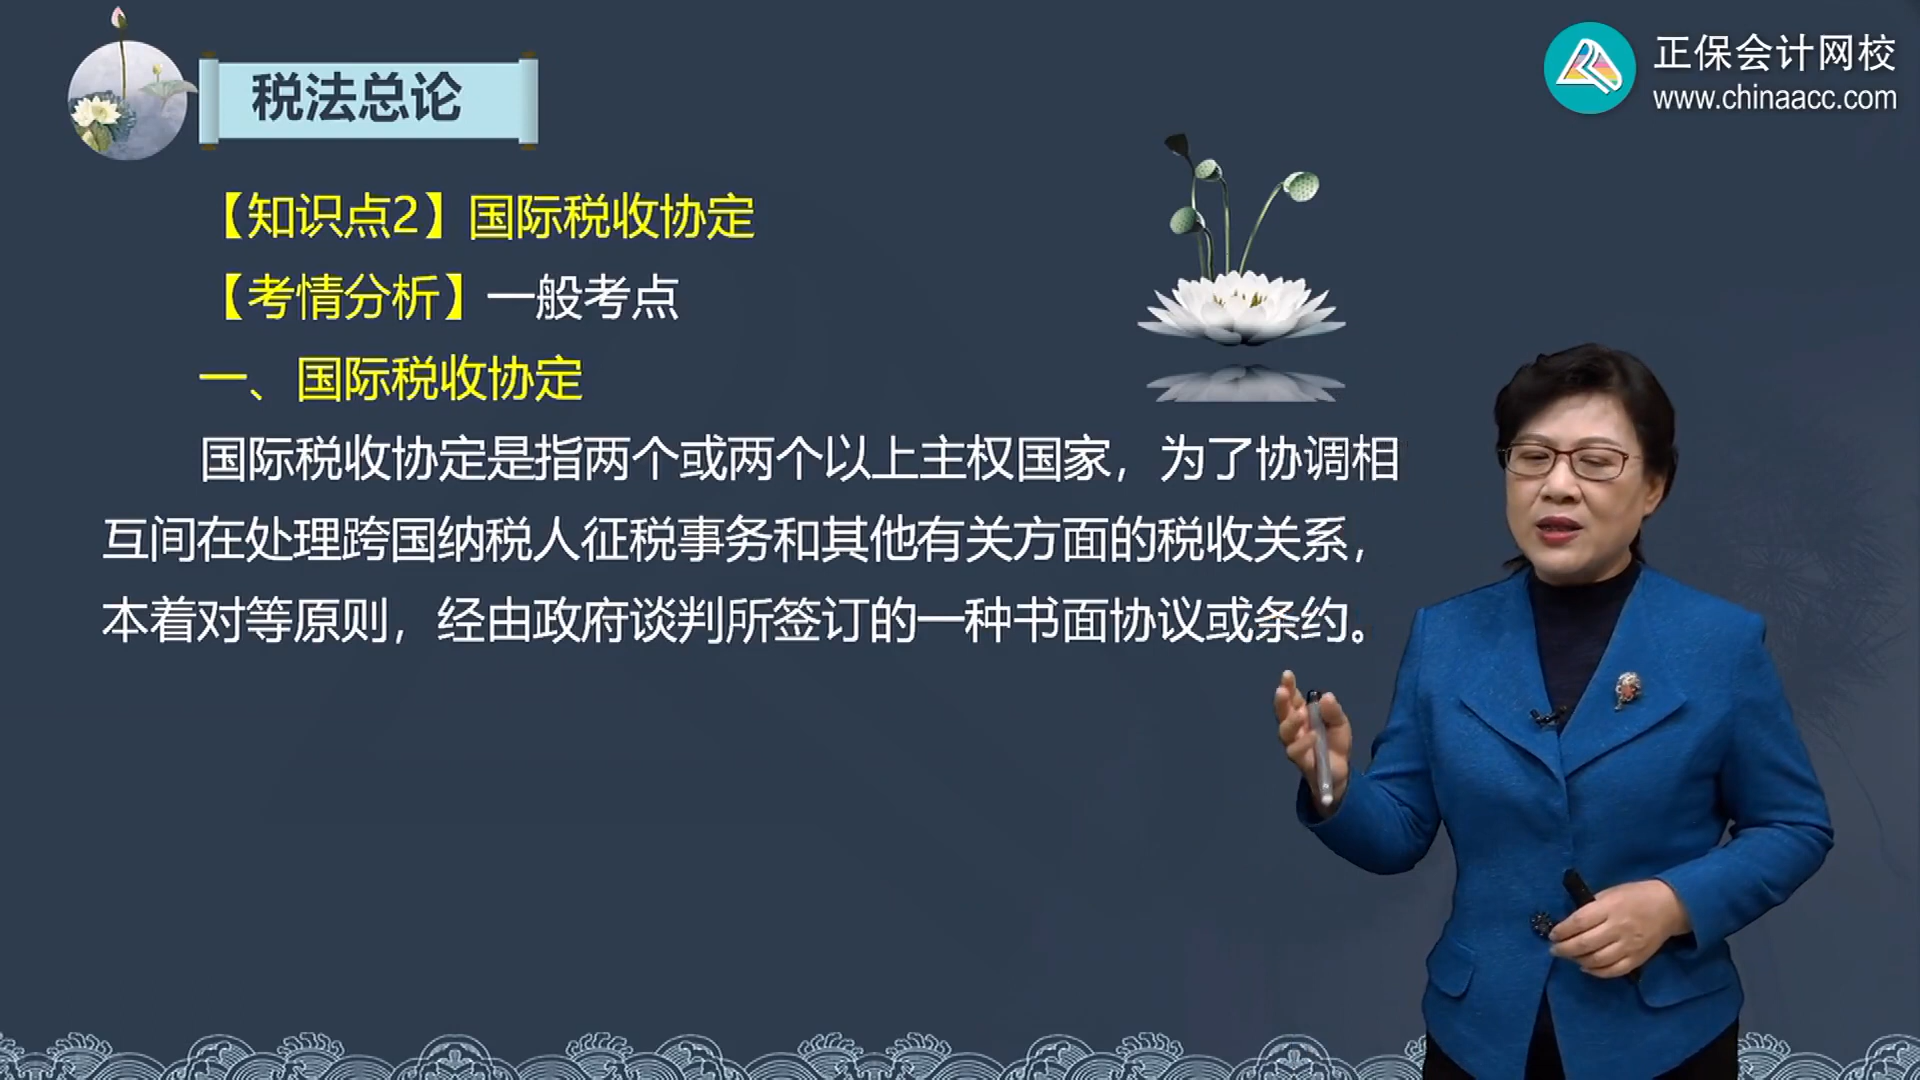 税法总论
正保会计网校
www.chinaacc.com
【知识点2】国际税收协定
【考情分析】一般考点
一、国际税收协定
国际税收协定是指两个或两个以上主权国家，为了协调相
互间在处理跨国纳税人征税事务和其他有关方面的税收关系，
本着对等原则，经由政府谈判所签订的一种书面协议或条约。